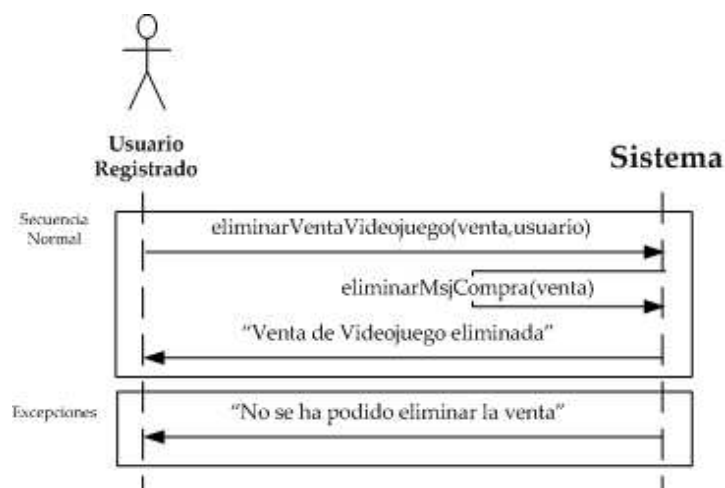 Usuario
Registrado
Sistema
Secuencia
Normal
eliminarVentaVideojuego(venta,usuario)
eliminarMsjCompra(venta)
“Venta de Videojuego eliminada”
Excepciones
“No se ha podido eliminar la venta”